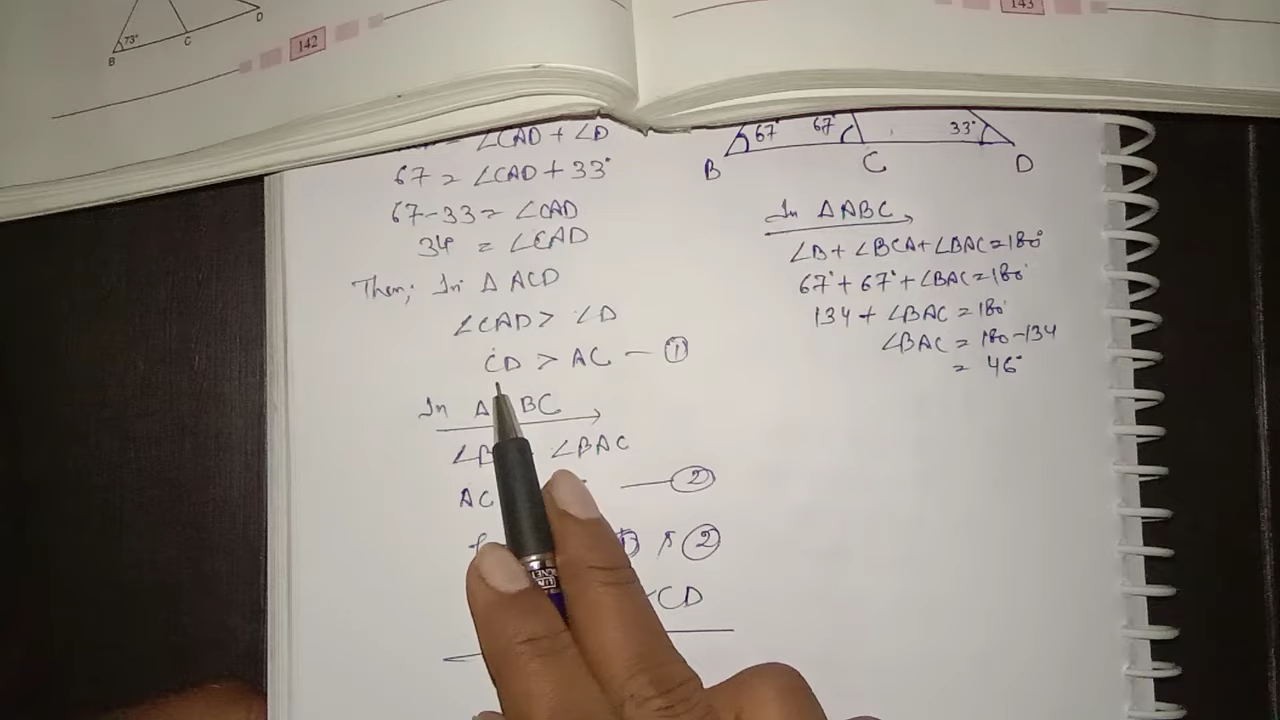 73°
B
C
D
142
143
= ∠CAD + ∠D
67 = ∠CAD + 33°
67-33 = ∠CAD
34 = ∠CAD
Then; In Δ ACD
∠CAD > ∠D
CD > AC — ①
In Δ BC
∠B ∠BAC
AC — ②
① ②
CD
67° 67° 33°
B C D
In ΔABC
∠B + ∠BCA + ∠BAC = 180°
67° + 67° + ∠BAC = 180°
134 + ∠BAC = 180°
∠BAC = 180-134
= 46°